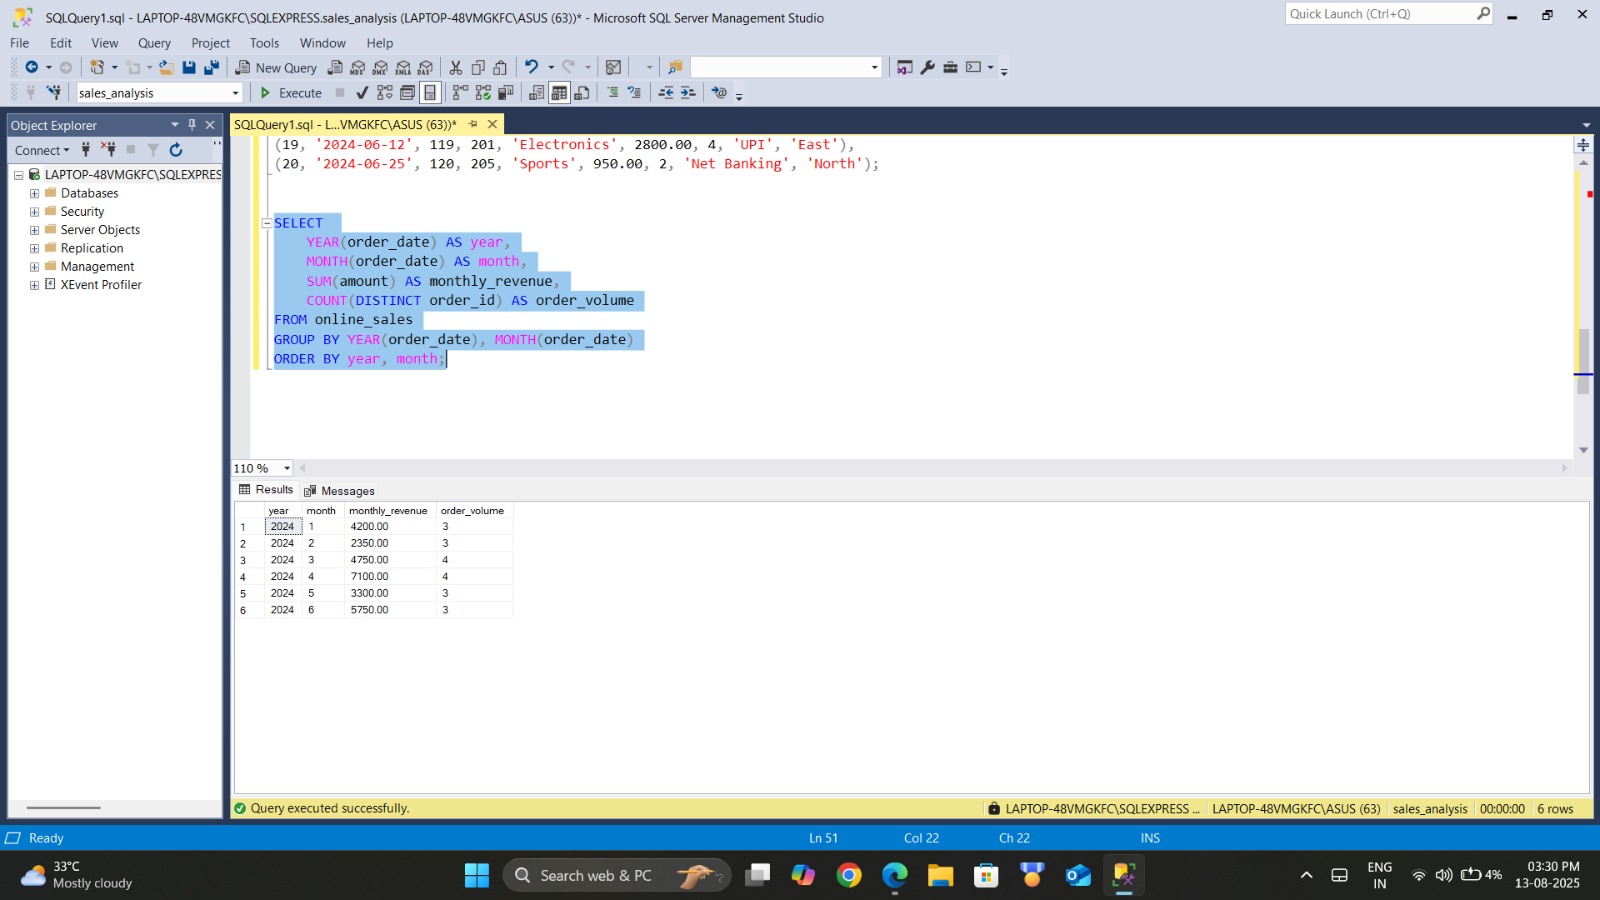 SQLQuery1.sql - LAPTOP-48VMGKFC\SQLEXPRESS.sales_analysis (LAPTOP-48VMGKFC\ASUS (63))* - Microsoft SQL Server Management Studio
Quick Launch (Ctrl+Q)
File Edit View Query Project Tools Window Help
New Query MDX DMX XMLA DAX
sales_analysis Execute
Object Explorer
Connect
LAPTOP-48VMGKFC\SQLEXPRES
Databases
Security
Server Objects
Replication
Management
XEvent Profiler
SQLQuery1.sql - L...VMGKFC\ASUS (63))*
(19, '2024-06-12', 119, 201, 'Electronics', 2800.00, 4, 'UPI', 'East'),
(20, '2024-06-25', 120, 205, 'Sports', 950.00, 2, 'Net Banking', 'North');
SELECT
YEAR(order_date) AS year,
MONTH(order_date) AS month,
SUM(amount) AS monthly_revenue,
COUNT(DISTINCT order_id) AS order_volume
FROM online_sales
GROUP BY YEAR(order_date), MONTH(order_date)
ORDER BY year, month;
110 %
Results Messages
year month monthly_revenue order_volume
1 2024 1 4200.00 3
2 2024 2 2350.00 3
3 2024 3 4750.00 4
4 2024 4 7100.00 4
5 2024 5 3300.00 3
6 2024 6 5750.00 3
Query executed successfully. LAPTOP-48VMGKFC\SQLEXPRESS ... LAPTOP-48VMGKFC\ASUS (63) sales_analysis 00:00:00 6 rows
Ready Ln 51 Col 22 Ch 22 INS
33°C
Mostly cloudy
Search web & PC
ENG
IN
4%
03:30 PM
13-08-2025